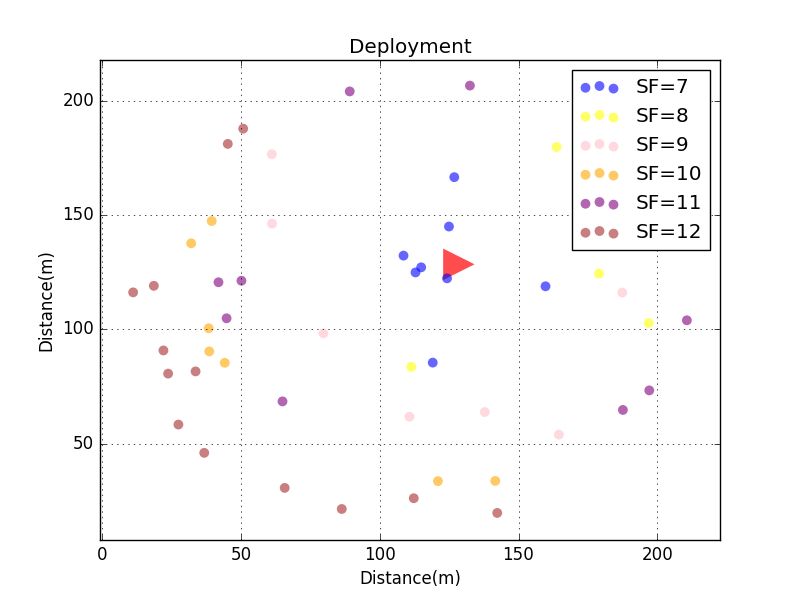 Deployment
Distance(m)
200
150
100
50
0
50
100
150
200
Distance(m)
SF=7
SF=8
SF=9
SF=10
SF=11
SF=12